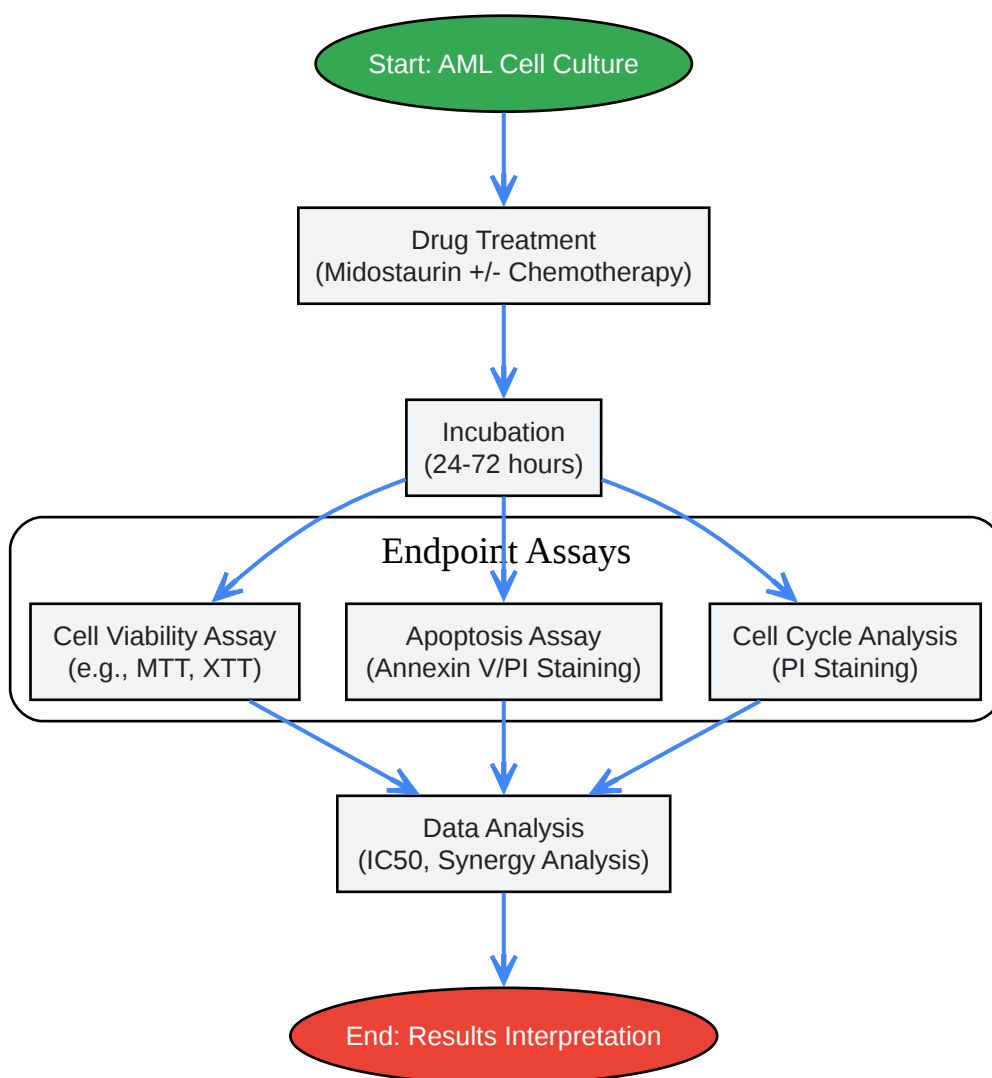 Start: AML Cell Culture
Drug Treatment
(Midostaurin +/- Chemotherapy)
Incubation
(24-72 hours)
Endpoint Assays
Cell Viability Assay
(e.g., MTT, XTT)
Apoptosis Assay
(Annexin V/PI Staining)
Cell Cycle Analysis
(PI Staining)
Data Analysis
(IC50, Synergy Analysis)
End: Results Interpretation